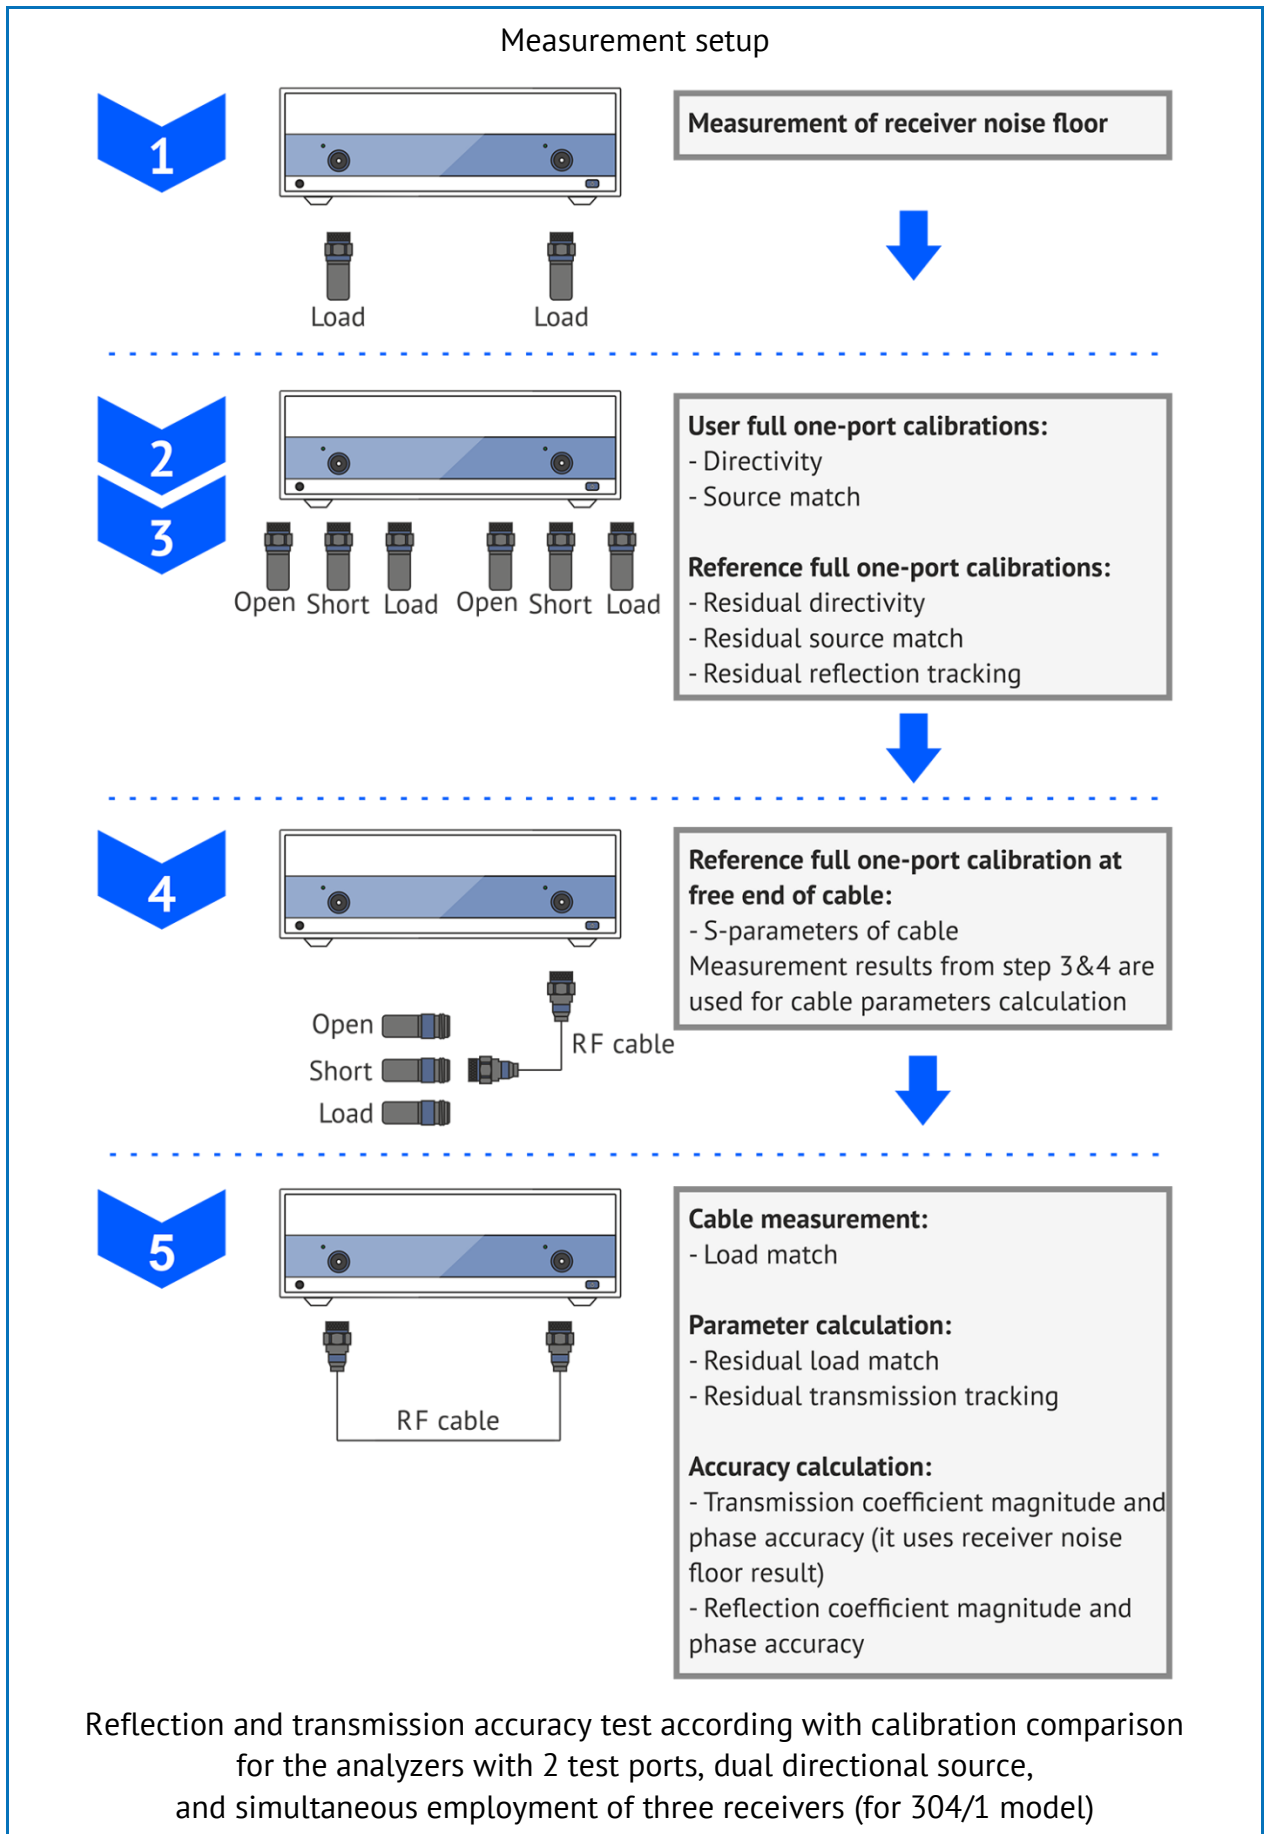 Measurement setup
1
Measurement of receiver noise floor
Load
Load
2
3
User full one-port calibrations:
- Directivity
- Source match
Reference full one-port calibrations:
- Residual directivity
- Residual source match
- Residual reflection tracking
Open Short Load Open Short Load
4
Reference full one-port calibration at
free end of cable:
- S-parameters of cable
Measurement results from step 3&4 are
used for cable parameters calculation
Open
Short
Load
RF cable
5
Cable measurement:
- Load match
Parameter calculation:
- Residual load match
- Residual transmission tracking
Accuracy calculation:
- Transmission coefficient magnitude and
phase accuracy (it uses receiver noise
floor result)
- Reflection coefficient magnitude and
phase accuracy
RF cable
Reflection and transmission accuracy test according with calibration comparison
for the analyzers with 2 test ports, dual directional source,
and simultaneous employment of three receivers (for 304/1 model)